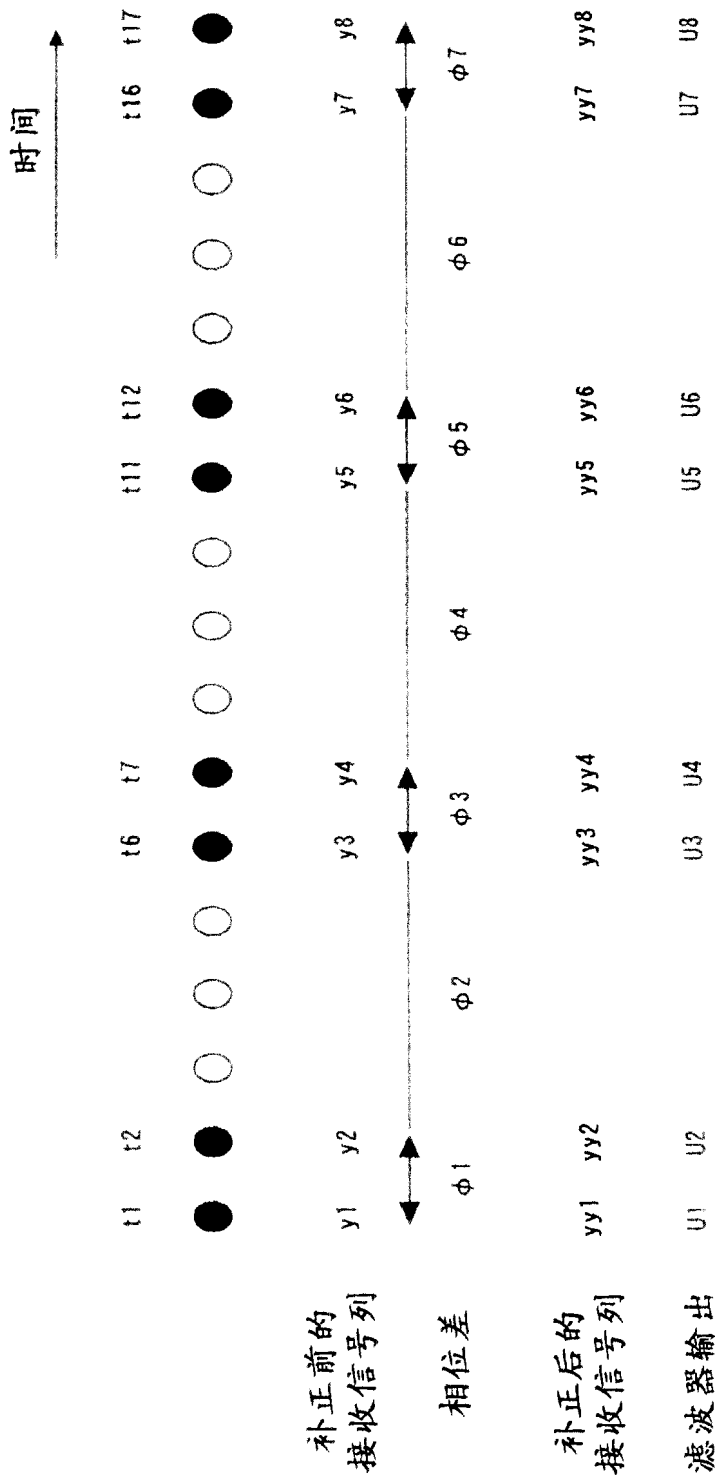 时间
t1 t2 t6 t7 t11 t12 t16 t17
补正前的
接收信号列
y1 y2 y3 y4 y5 y6 y7 y8
相位差
φ1 φ2 φ3 φ4 φ5 φ6 φ7
补正后的
接收信号列
yy1 yy2 yy3 yy4 yy5 yy6 yy7 yy8
滤波器输出
U1 U2 U3 U4 U5 U6 U7 U8